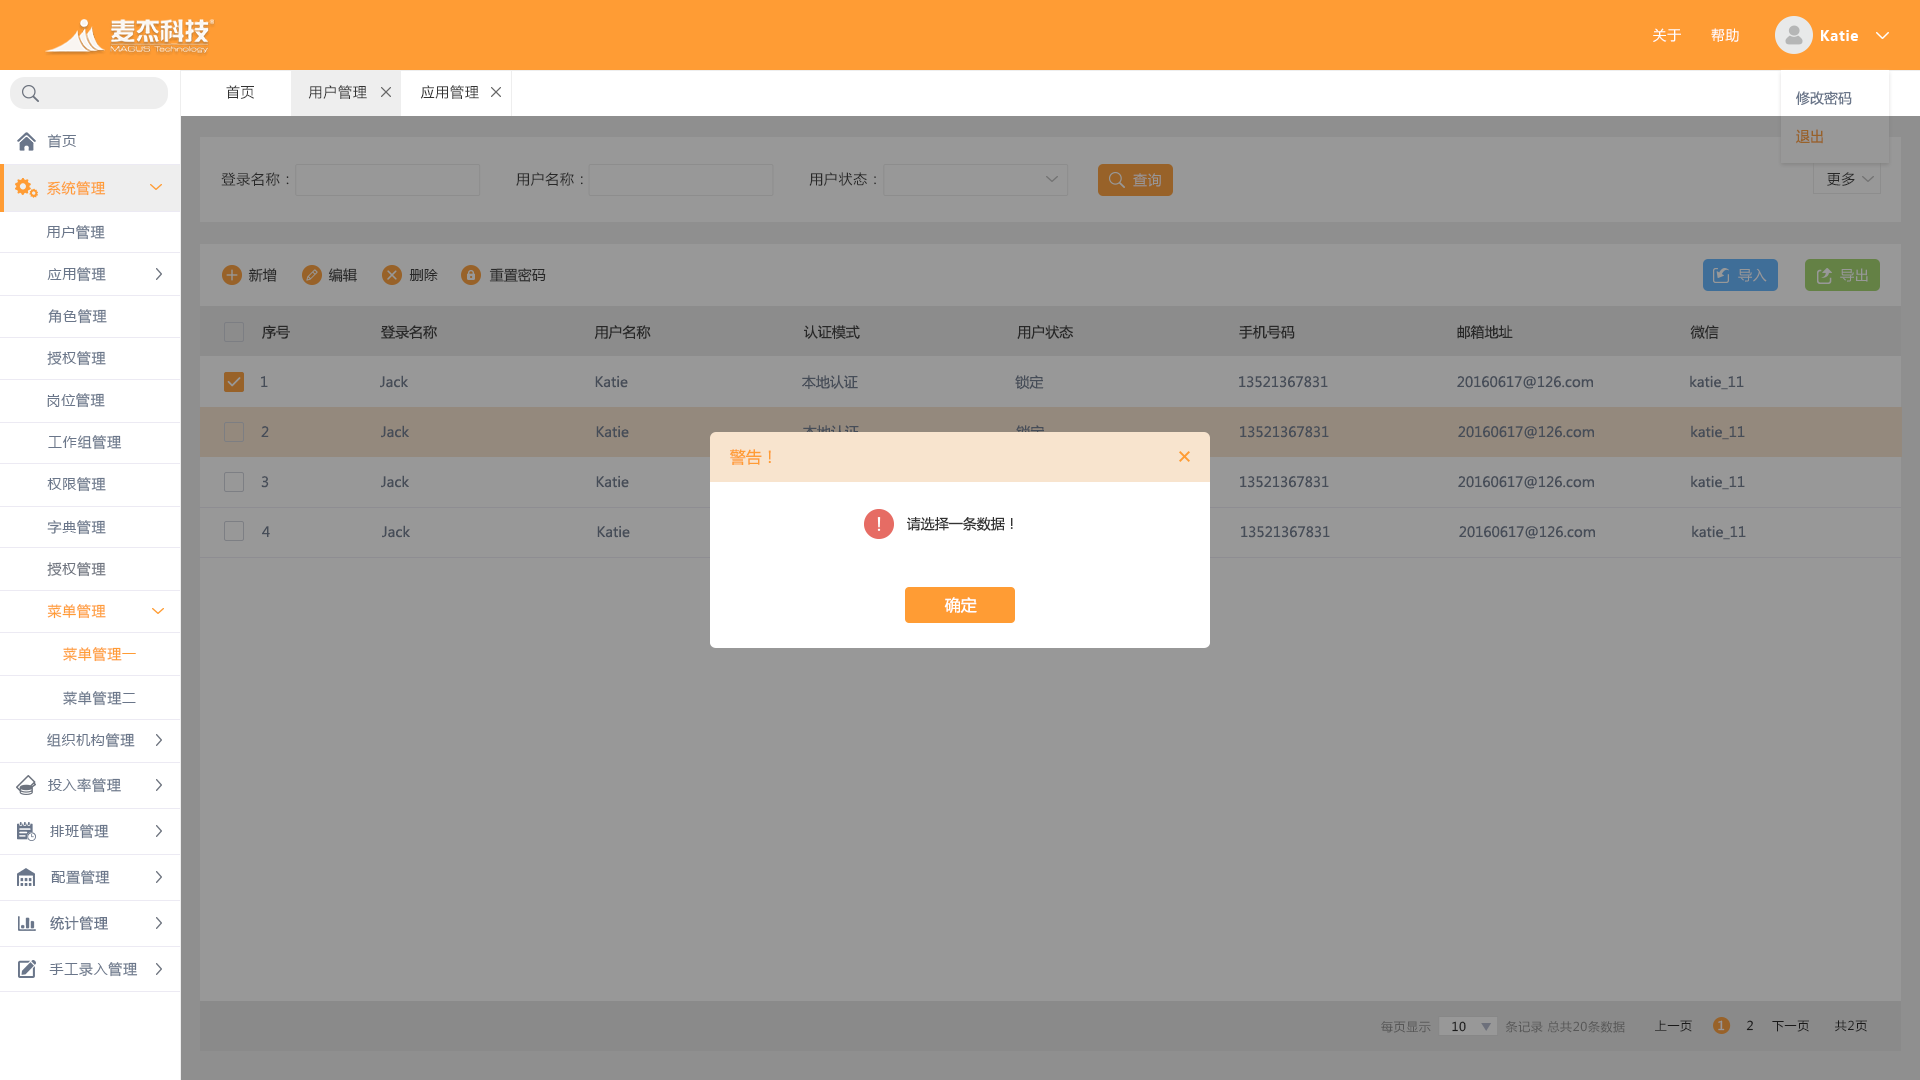 麦杰科技
MAGUS Technology
关于 帮助 Katie
首页 用户管理 应用管理
修改密码
退出
首页
系统管理
用户管理
应用管理
角色管理
授权管理
岗位管理
工作组管理
权限管理
字典管理
授权管理
菜单管理
菜单管理一
菜单管理二
组织机构管理
投入率管理
排班管理
配置管理
统计管理
手工录入管理
登录名称： 用户名称： 用户状态： 查询 更多
新增 编辑 删除 重置密码 导入 导出
序号 登录名称 用户名称 认证模式 用户状态 手机号码 邮箱地址 微信
1 Jack Katie 本地认证 锁定 13521367831 20160617@126.com katie_11
2 Jack Katie 本地认证 锁定 13521367831 20160617@126.com katie_11
3 Jack Katie 13521367831 20160617@126.com katie_11
4 Jack Katie 13521367831 20160617@126.com katie_11
警告！
请选择一条数据！
确定
每页显示 10 条记录 总共20条数据 上一页 1 2 下一页 共2页